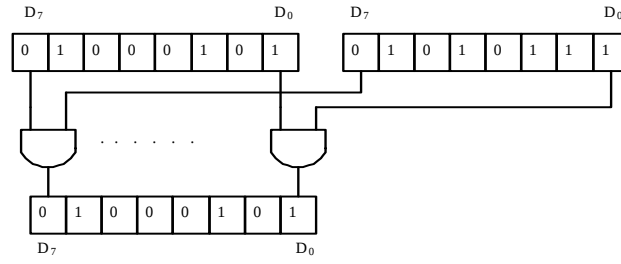 D₇ D₀ D₇ D₀
0 1 0 0 0 1 0 1 0 1 0 1 0 1 1 1
. . . . . .
0 1 0 0 0 1 0 1
D₇ D₀